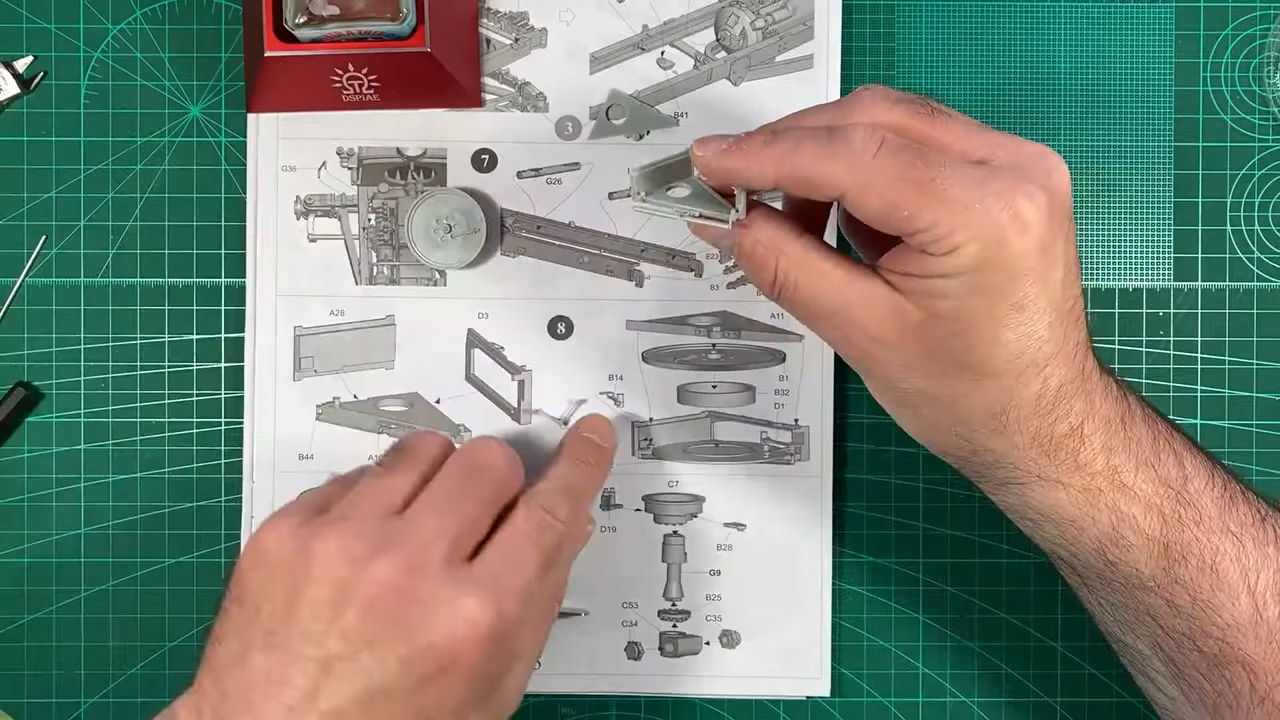 DSPIAE
B41
3
7
G36
G26
E23
B3
8
A28
D3
A11
B14
B1
B32
D1
B44
C7
D19
B28
G9
C53
B25
C34
C35